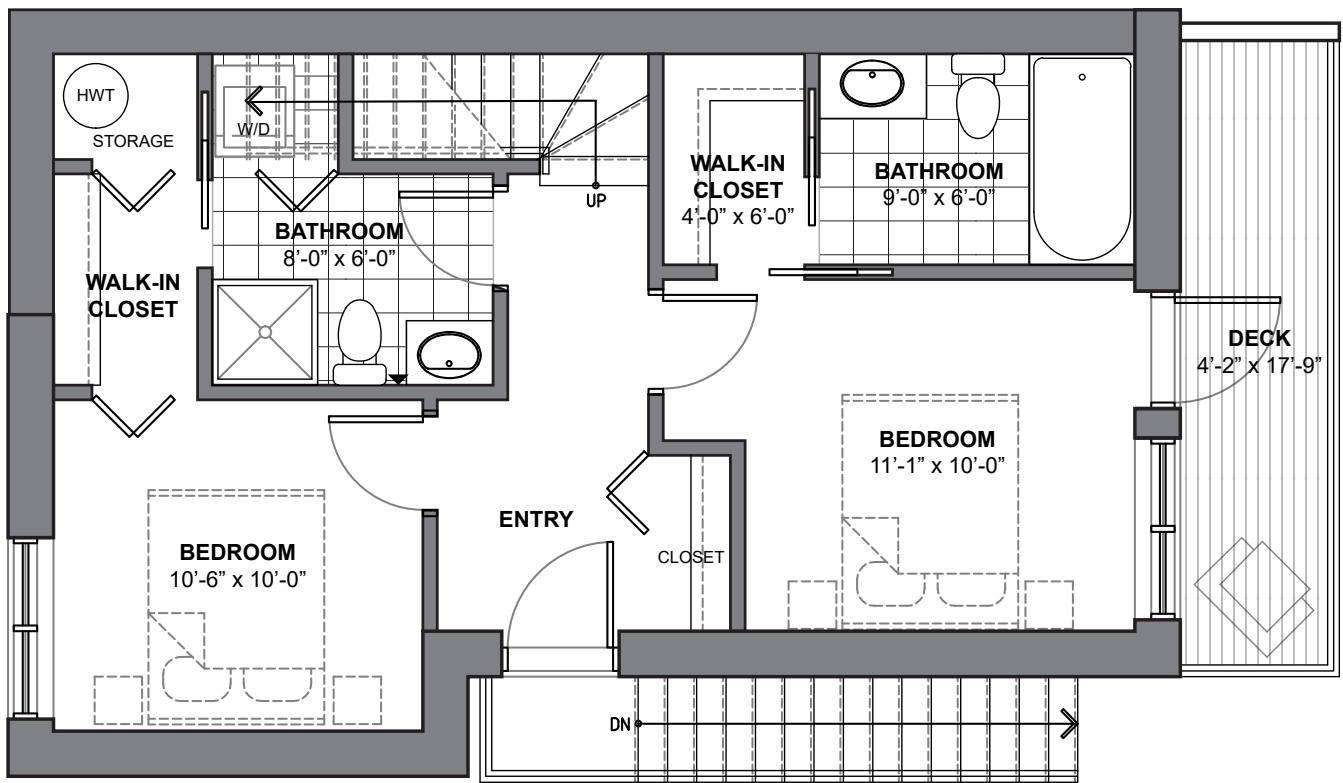 HWT
STORAGE
W/D
UP
WALK-IN
CLOSET
4’-0” x 6’-0”
BATHROOM
9’-0” x 6’-0”
BATHROOM
8’-0” x 6’-0”
WALK-IN
CLOSET
DECK
4’-2” x 17’-9”
BEDROOM
11’-1” x 10’-0”
ENTRY
CLOSET
BEDROOM
10’-6” x 10’-0”
DN